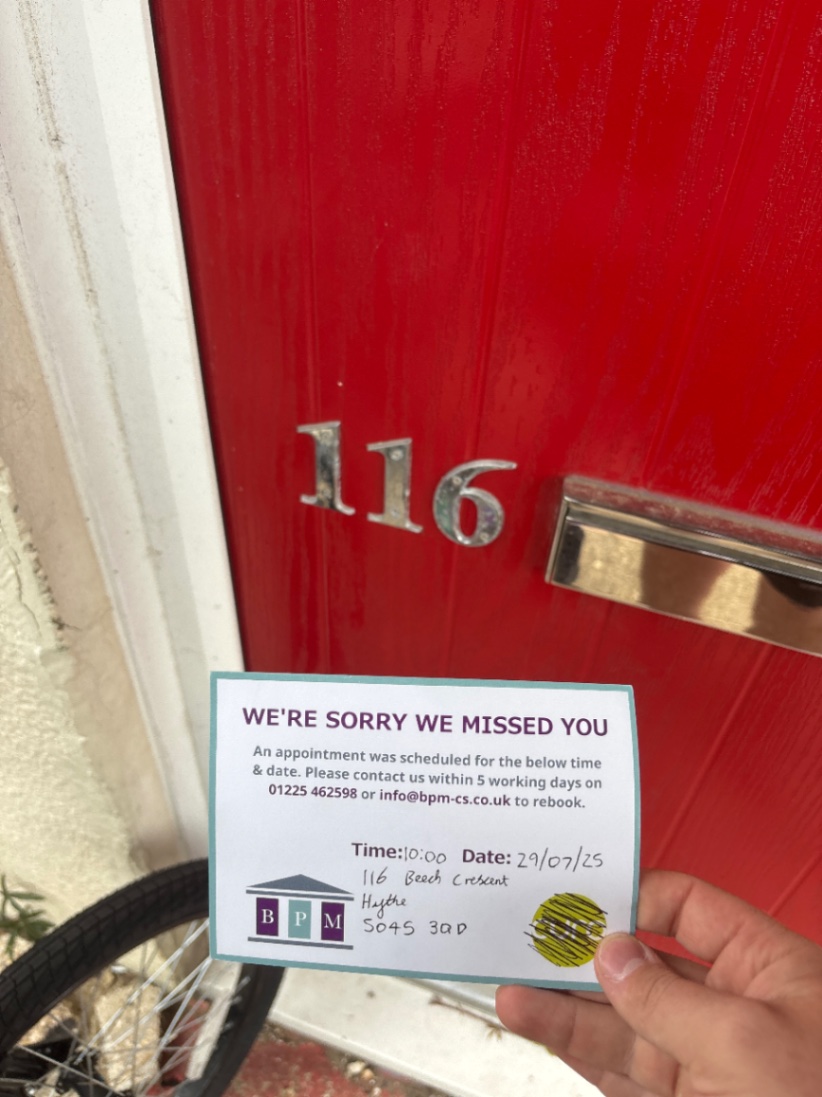 116
WE'RE SORRY WE MISSED YOU
An appointment was scheduled for the below time
& date. Please contact us within 5 working days on
01225 462598 or info@bpm-cs.co.uk to rebook.
Time:10:00 Date: 29/07/25
116 Beech Crescent
Hythe
SO45 3QD
B P M